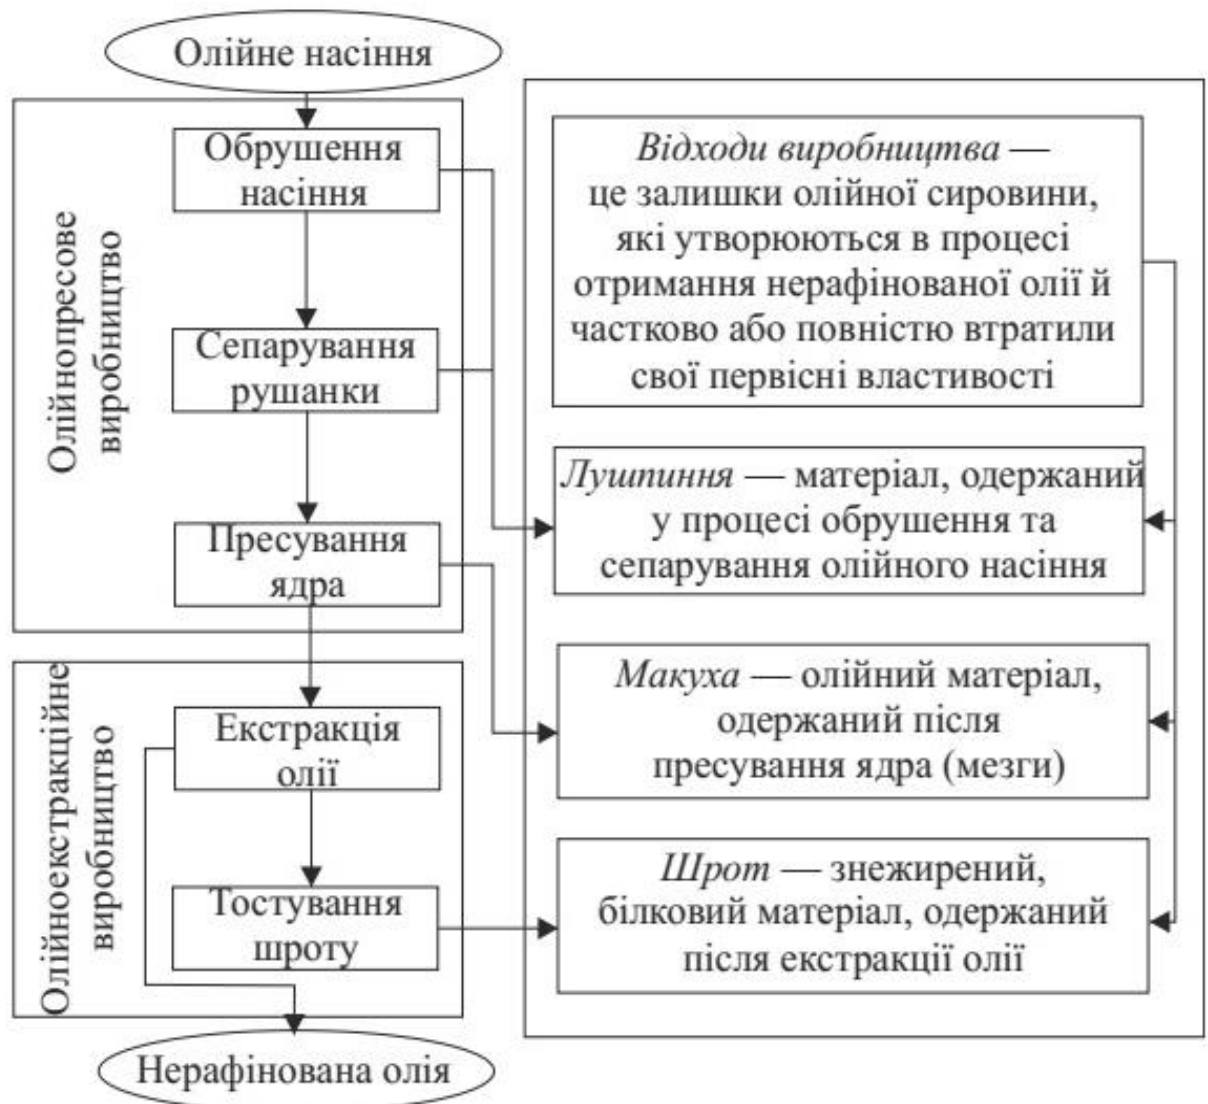 Олійне насіння
Олійнопресове
виробництво
Обрушення
насіння
Сепарування
рушанки
Пресування
ядра
Олійноекстракційне
виробництво
Екстракція
олії
Тостування
шроту
Нерафінована олія
Відходи виробництва —
це залишки олійної сировини,
які утворюються в процесі
отримання нерафінованої олії й
частково або повністю втратили
свої первісні властивості
Луштиння — матеріал, одержаний
у процесі обрушення та
сепарування олійного насіння
Макуха — олійний матеріал,
одержаний після
пресування ядра (мезги)
Шрот — знежирений,
білковий матеріал, одержаний
після екстракції олії